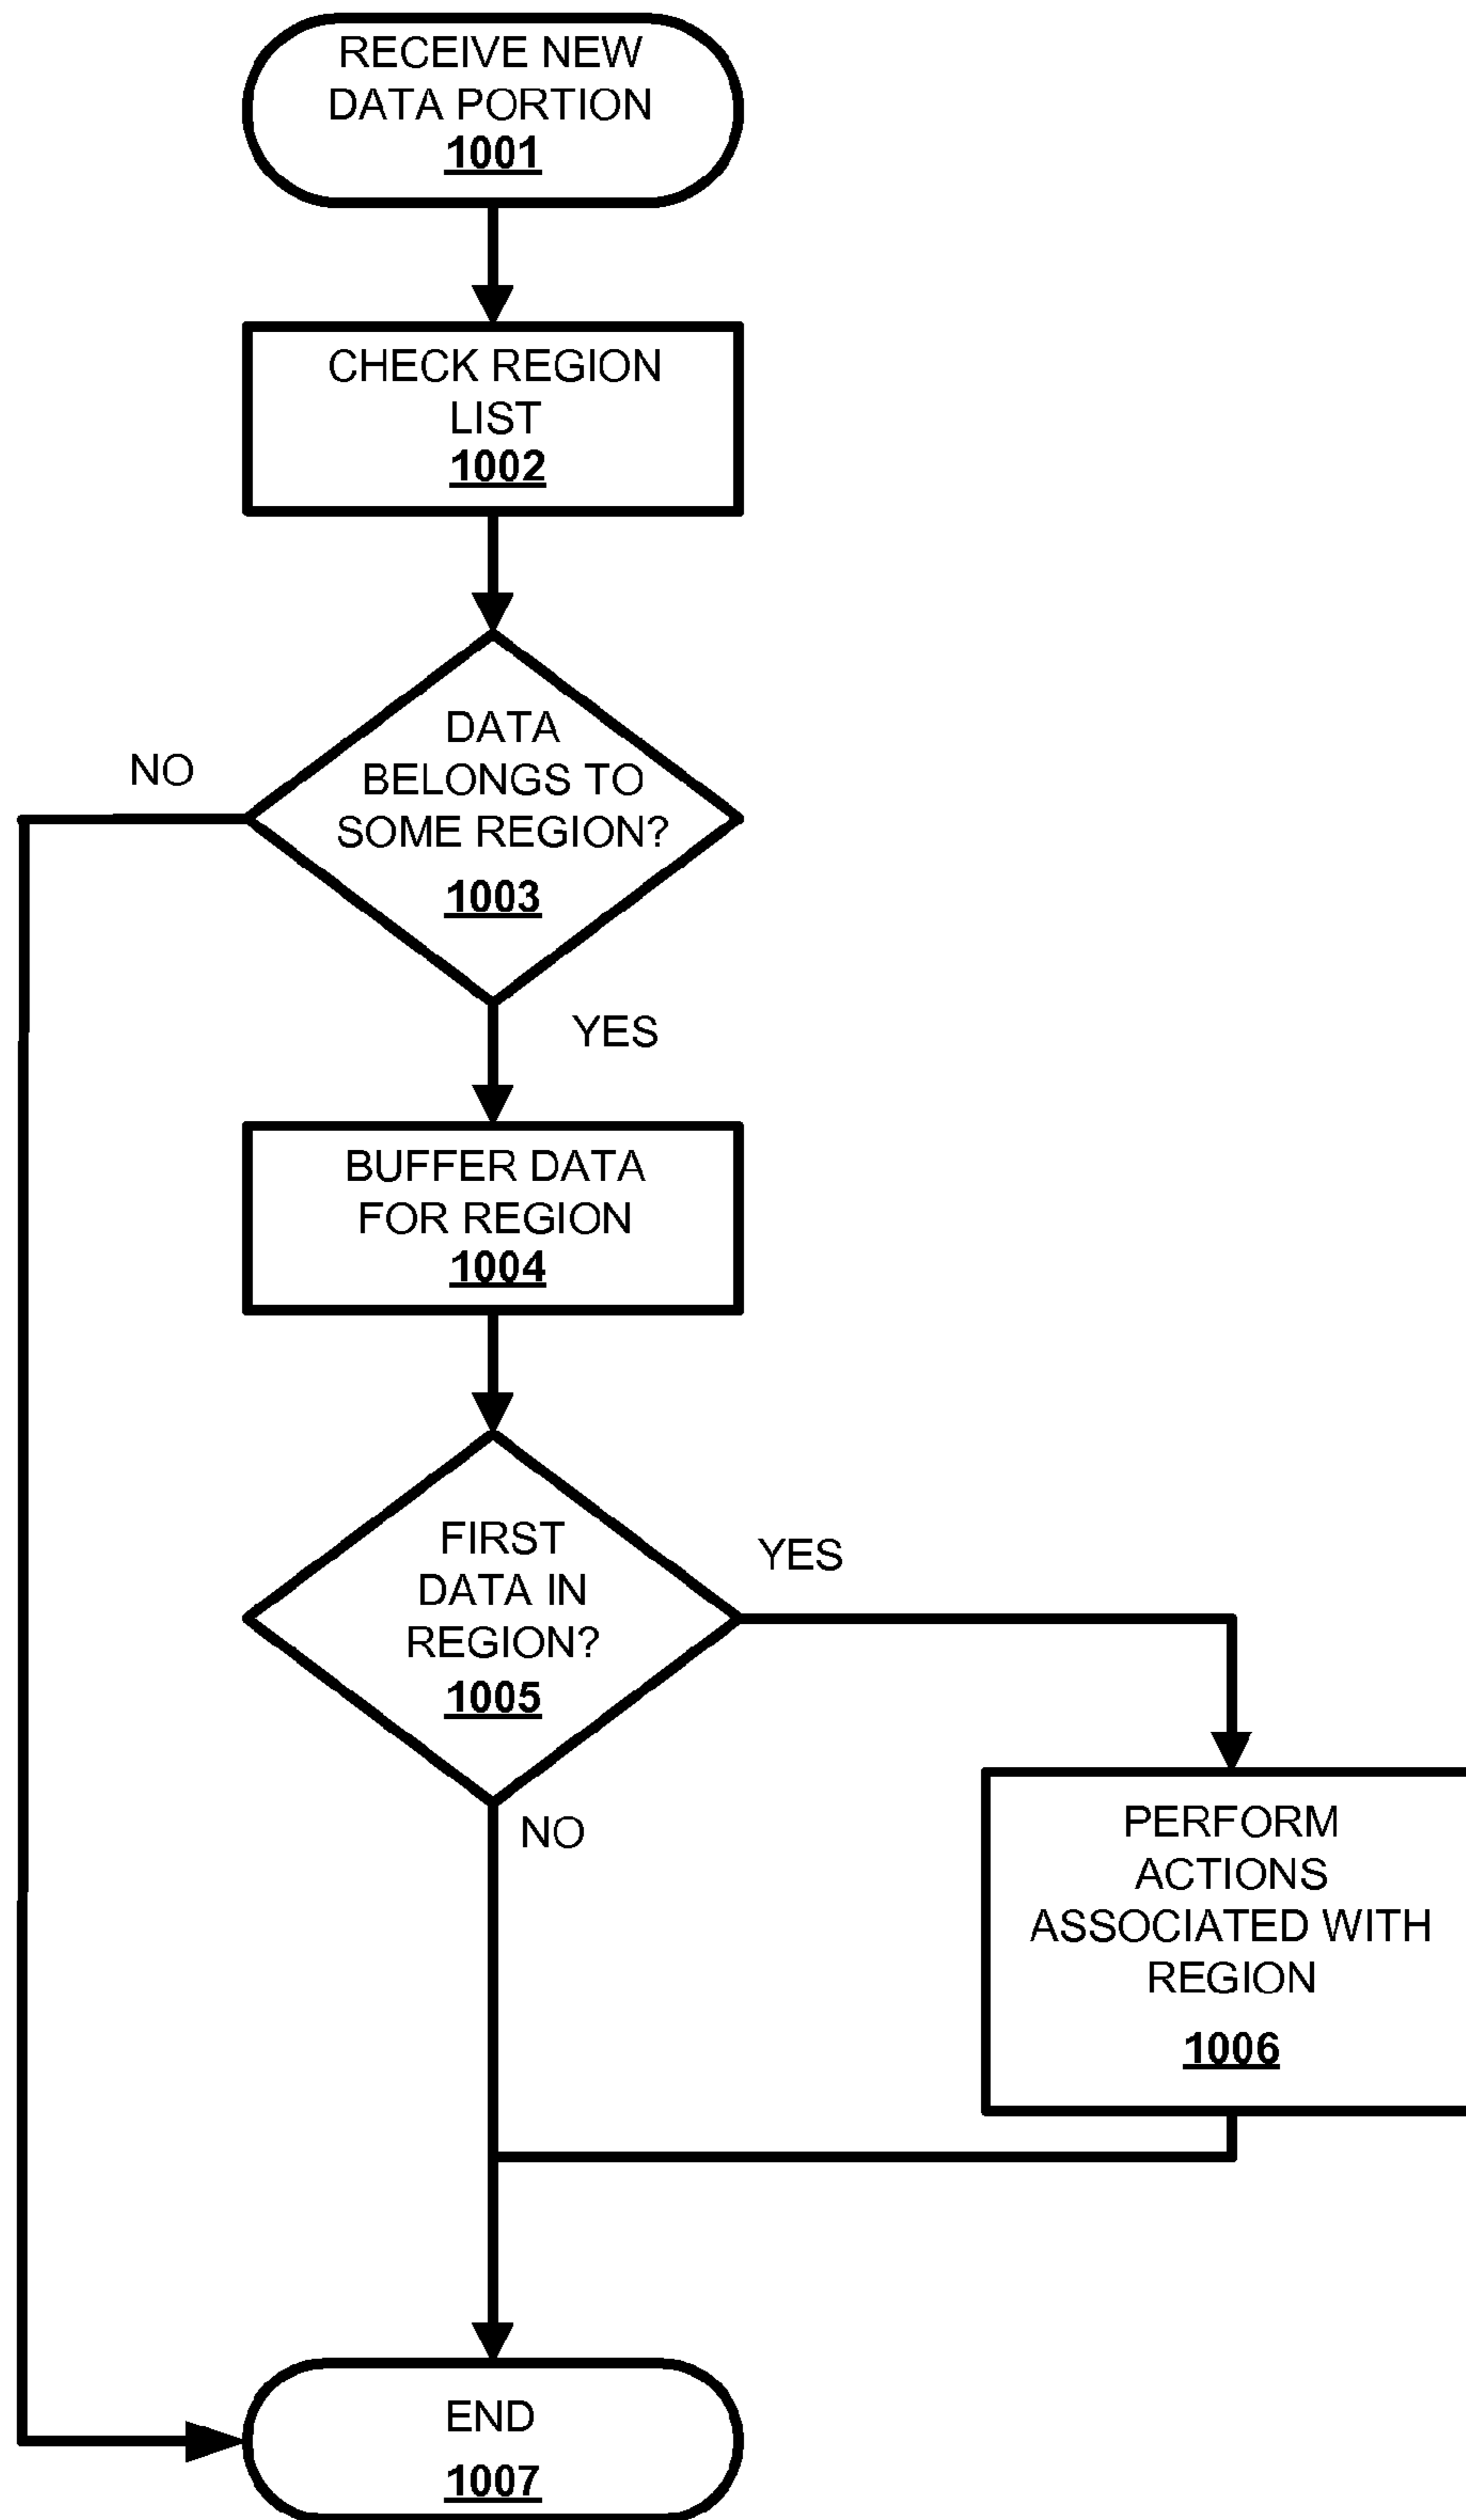 RECEIVE NEW
DATA PORTION
1001
CHECK REGION
LIST
1002
DATA
BELONGS TO
SOME REGION?
1003
NO
YES
BUFFER DATA
FOR REGION
1004
FIRST
DATA IN
REGION?
1005
YES
NO
PERFORM
ACTIONS
ASSOCIATED WITH
REGION
1006
END
1007